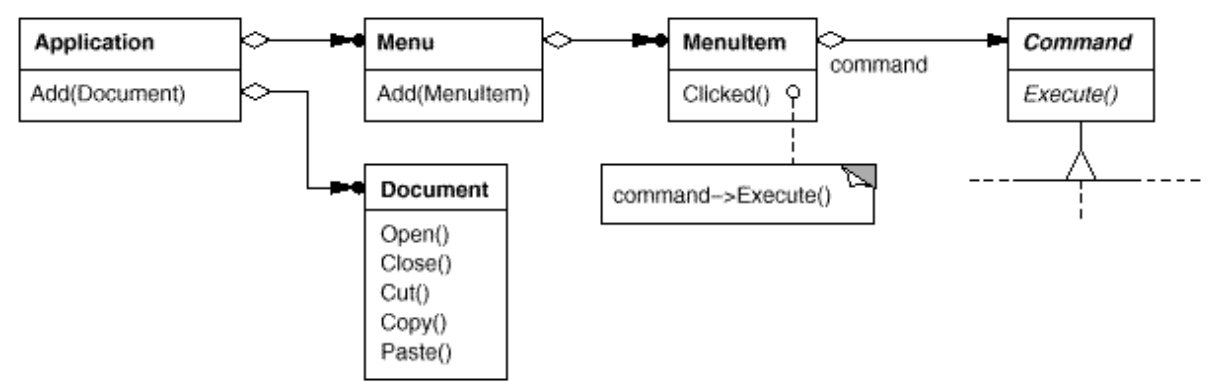 Application
Add(Document)
Menu
Add(MenuItem)
MenuItem
Clicked()
command
Command
Execute()
command–>Execute()
Document
Open()
Close()
Cut()
Copy()
Paste()